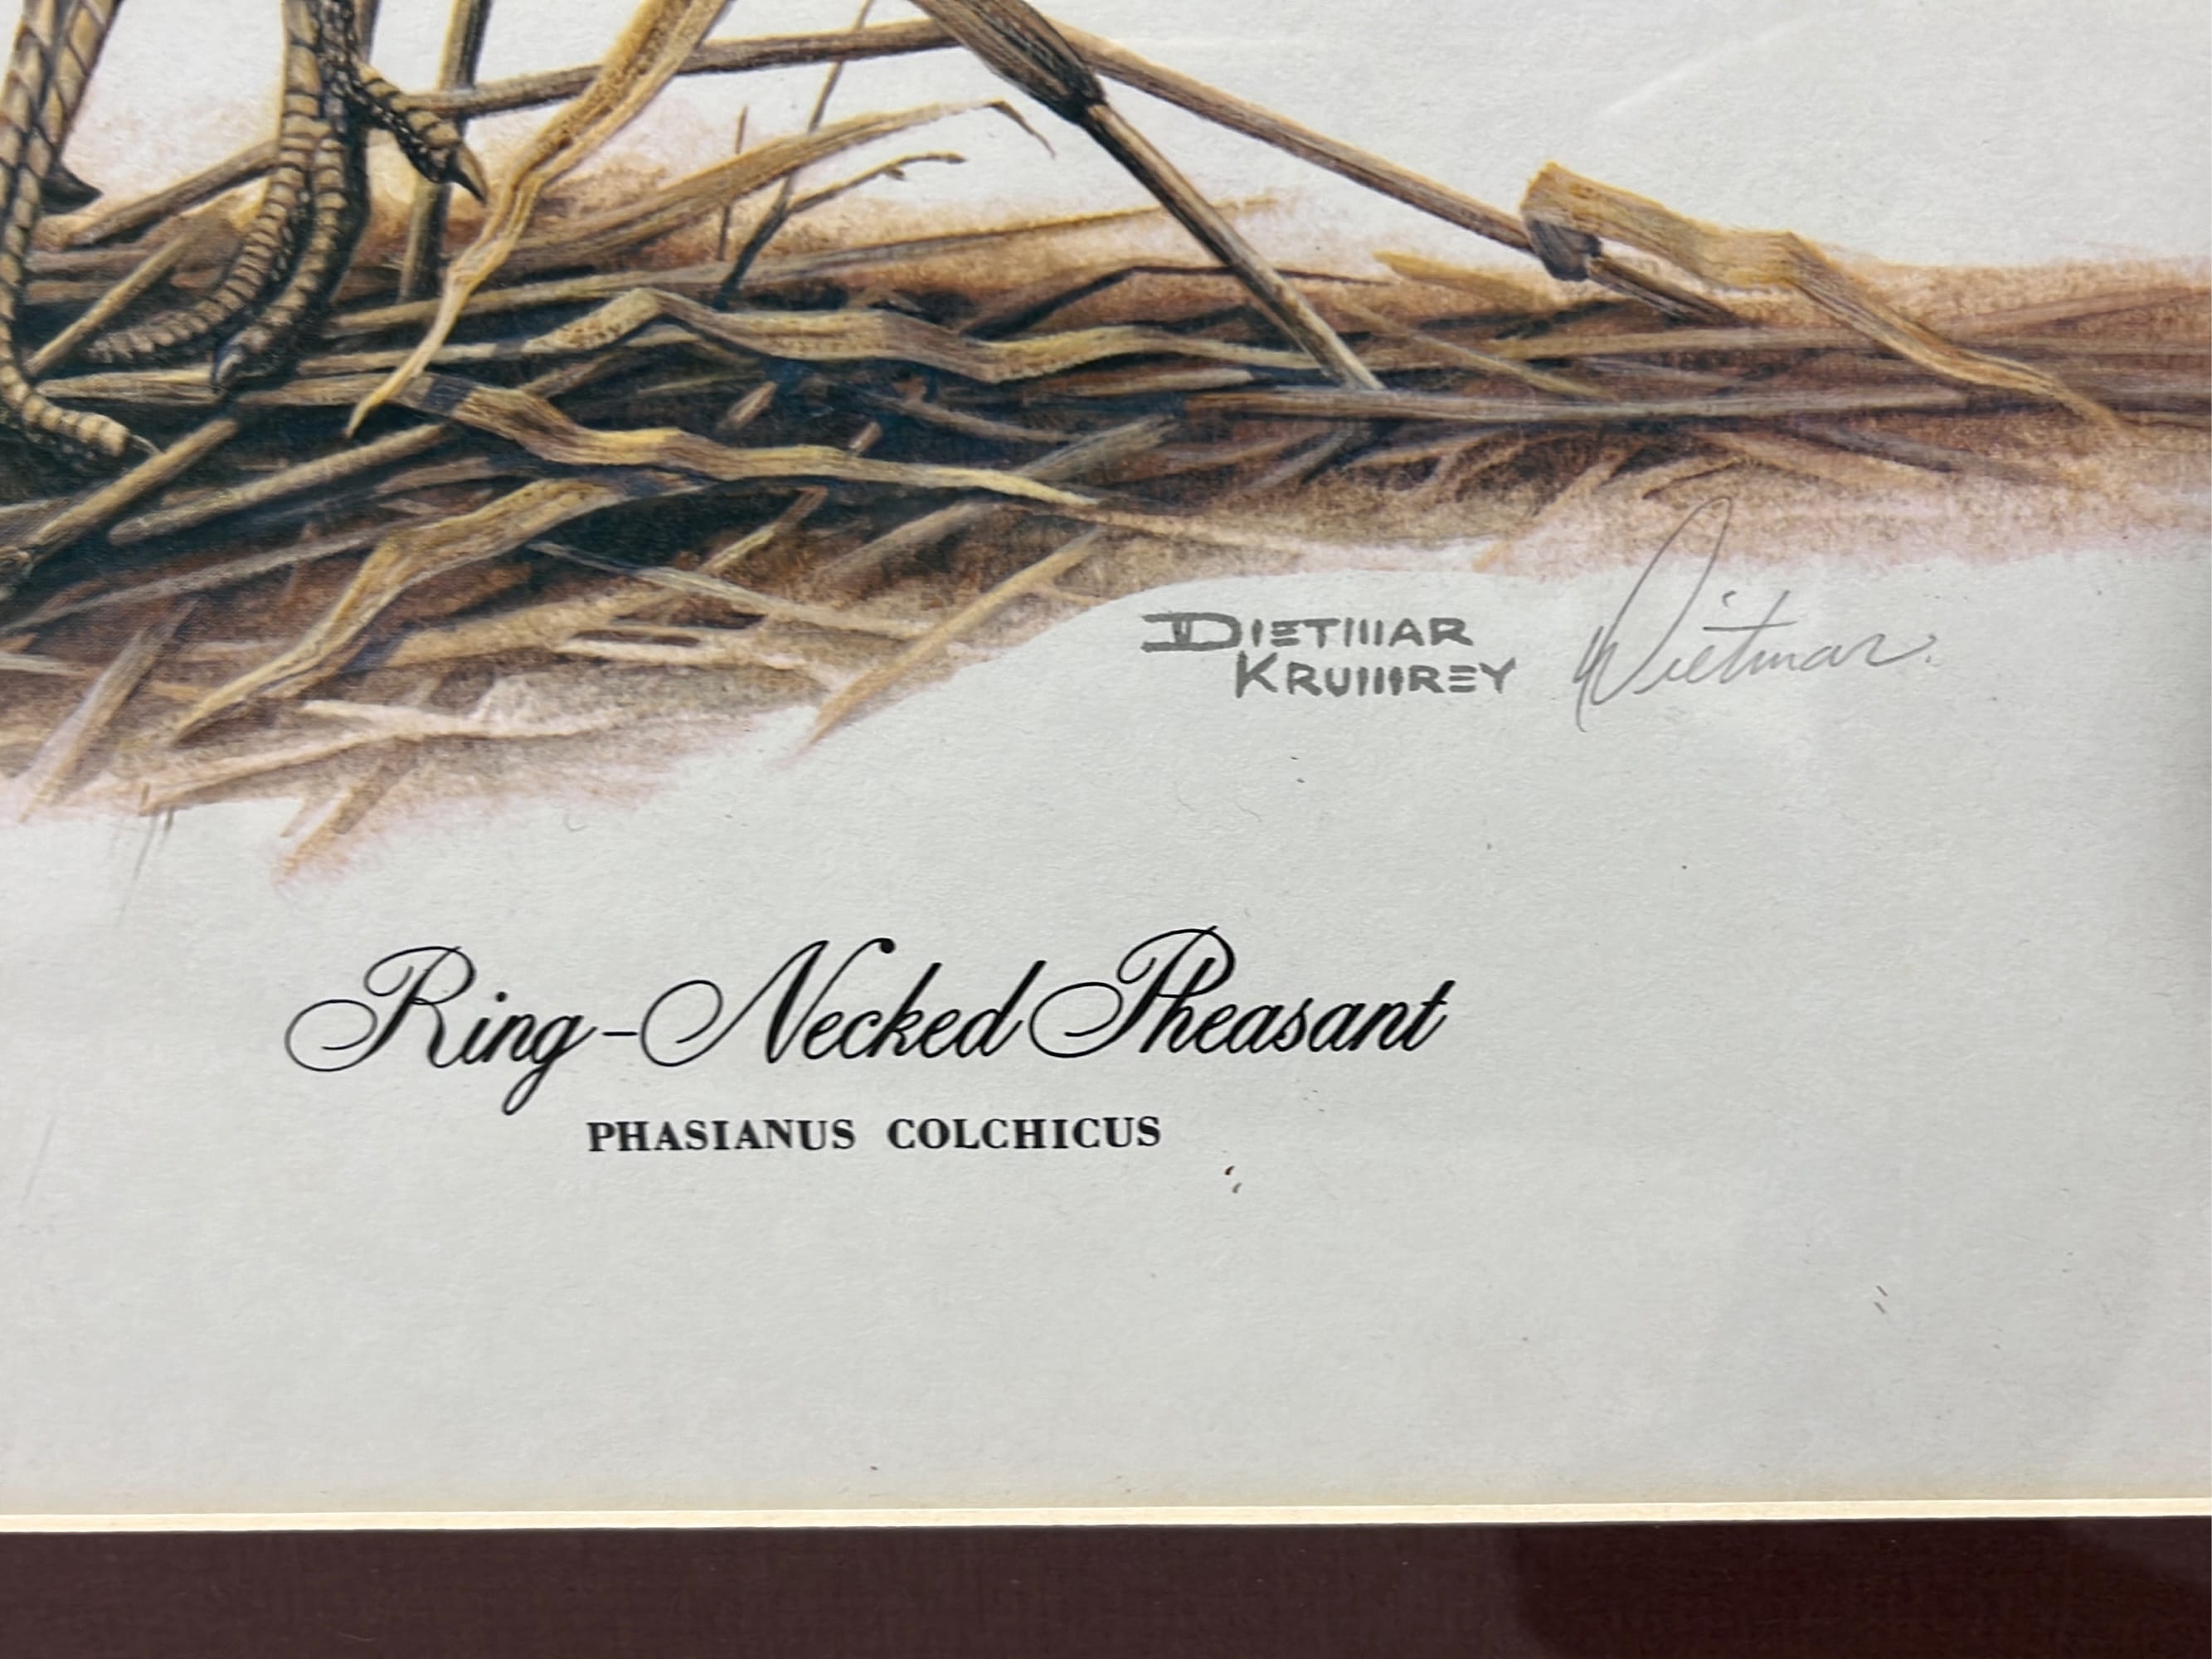 DIETMAR
KRUMREY
Dietmar
Ring-Necked Pheasant
PHASIANUS COLCHICUS